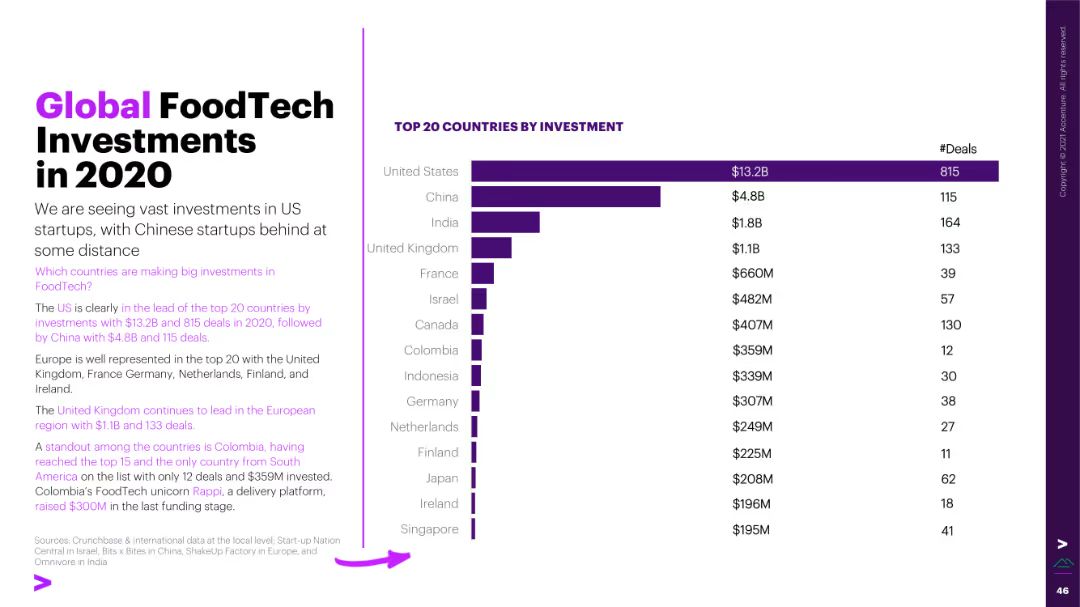 Global FoodTech
Investments
in 2020
We are seeing vast investments in US
startups, with Chinese startups behind at
some distance
Which countries are making big investments in
FoodTech?
The US is clearly in the lead of the top 20 countries by
investments with $13.2B and 815 deals in 2020, followed
by China with $4.8B and 115 deals.
Europe is well represented in the top 20 with the United
Kingdom, France Germany, Netherlands, Finland, and
Ireland.
The United Kingdom continues to lead in the European
region with $1.1B and 133 deals.
A standout among the countries is Colombia, having
reached the top 15 and the only country from South
America on the list with only 12 deals and $359M invested.
Colombia's FoodTech unicorn Rappi, a delivery platform,
raised $300M in the last funding stage.
Sources: Crunchbase & international data at the local level; Start-up Nation
Central in Israel, Bits x Bites in China, ShakeUp Factory in Europe, and
Omnivore in India
TOP 20 COUNTRIES BY INVESTMENT
#Deals
United States $13.2B 815
China $4.8B 115
India $1.8B 164
United Kingdom $1.1B 133
France $660M 39
Israel $482M 57
Canada $407M 130
Colombia $359M 12
Indonesia $339M 30
Germany $307M 38
Netherlands $249M 27
Finland $225M 11
Japan $208M 62
Ireland $196M 18
Singapore $195M 41
Copyright © 2021 Accenture. All rights reserved.
46